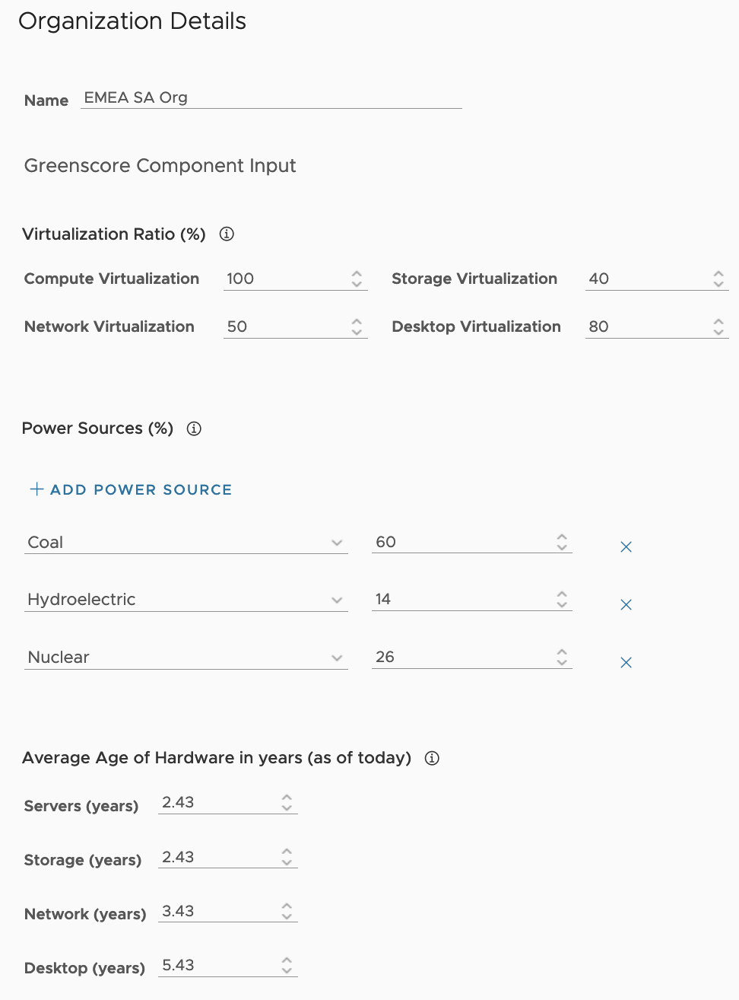 Organization Details
Name EMEA SA Org
Greenscore Component Input
Virtualization Ratio (%)
Compute Virtualization 100 Storage Virtualization 40
Network Virtualization 50 Desktop Virtualization 80
Power Sources (%)
ADD POWER SOURCE
Coal 60
Hydroelectric 14
Nuclear 26
Average Age of Hardware in years (as of today)
Servers (years) 2.43
Storage (years) 2.43
Network (years) 3.43
Desktop (years) 5.43